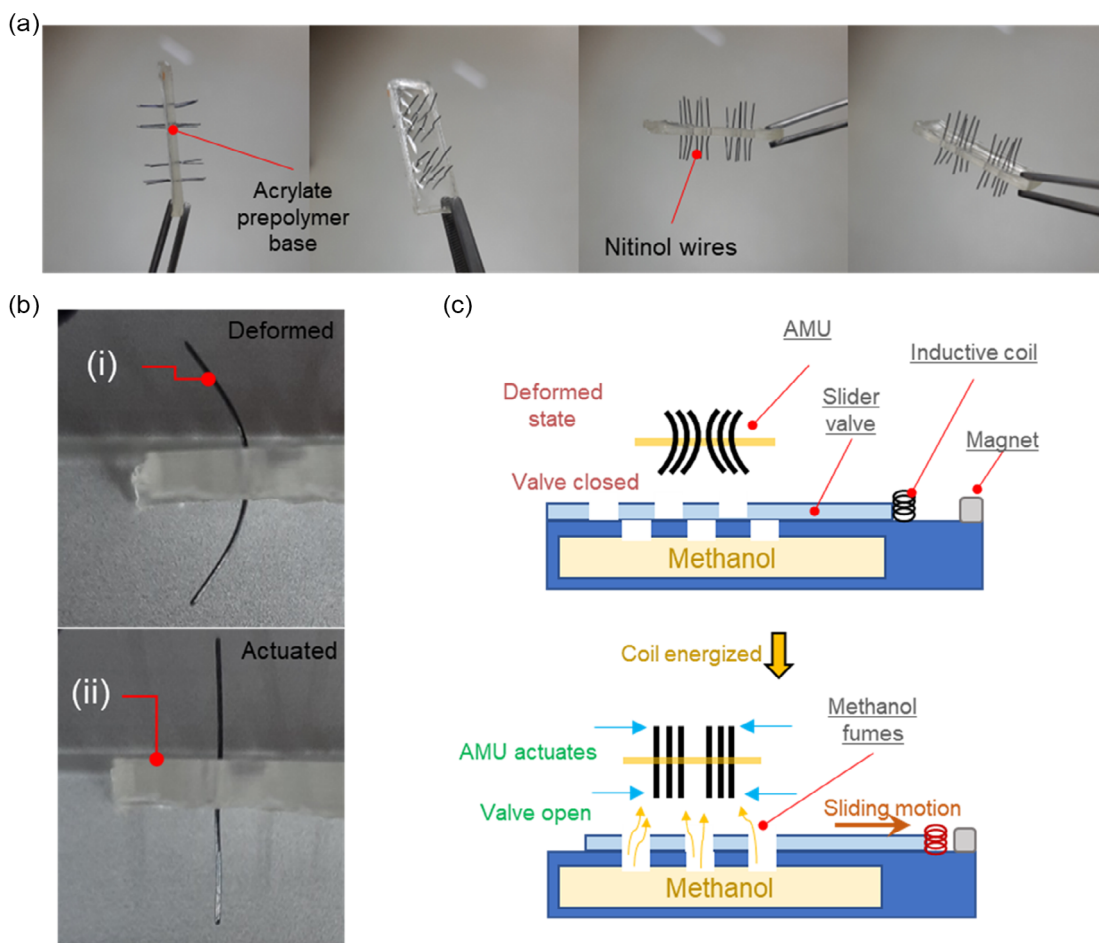 (a)
Acrylate
prepolymer
base
Nitinol wires
(b)
Deformed
(i)
Actuated
(ii)
(c)
AMU
Inductive coil
Deformed
state
Slider
valve
Magnet
Valve closed
Methanol
Coil energized
Methanol
fumes
AMU actuates
Valve open
Sliding motion
Methanol